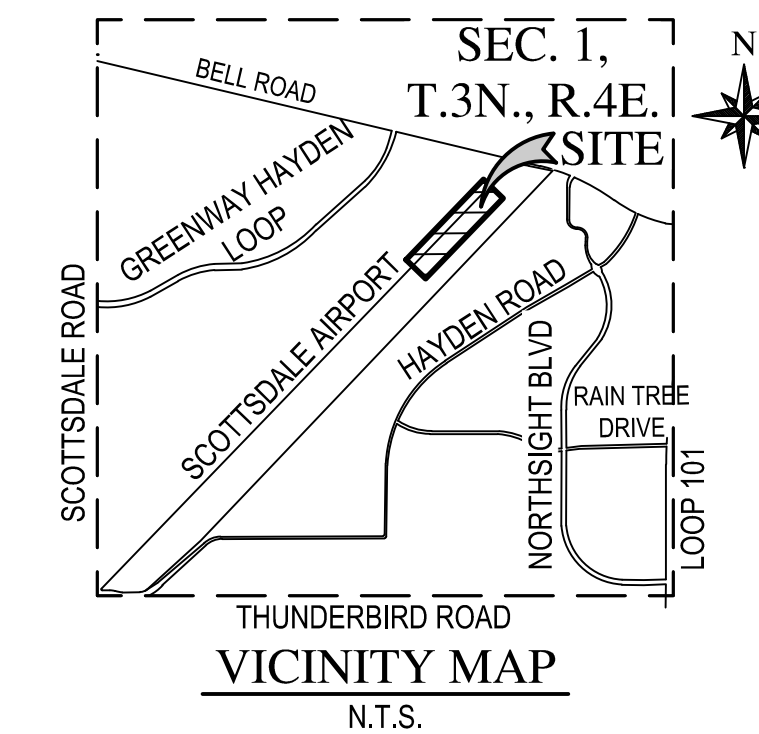 SEC. 1,
T.3N., R.4E.
SITE
N
BELL ROAD
GREENWAY HAYDEN
LOOP
SCOTTSDALE ROAD
SCOTTSDALE AIRPORT
HAYDEN ROAD
NORTHSIGHT BLVD
RAIN TREE
DRIVE
LOOP 101
THUNDERBIRD ROAD
VICINITY MAP
N.T.S.